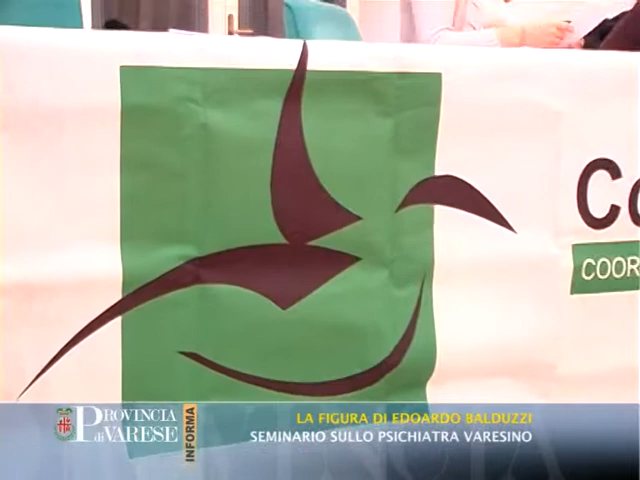 Co
COOR
PROVINCIA
di VARESE
INFORMA
LA FIGURA DI EDOARDO BALDUZZI
SEMINARIO SULLO PSICHIATRA VARESINO